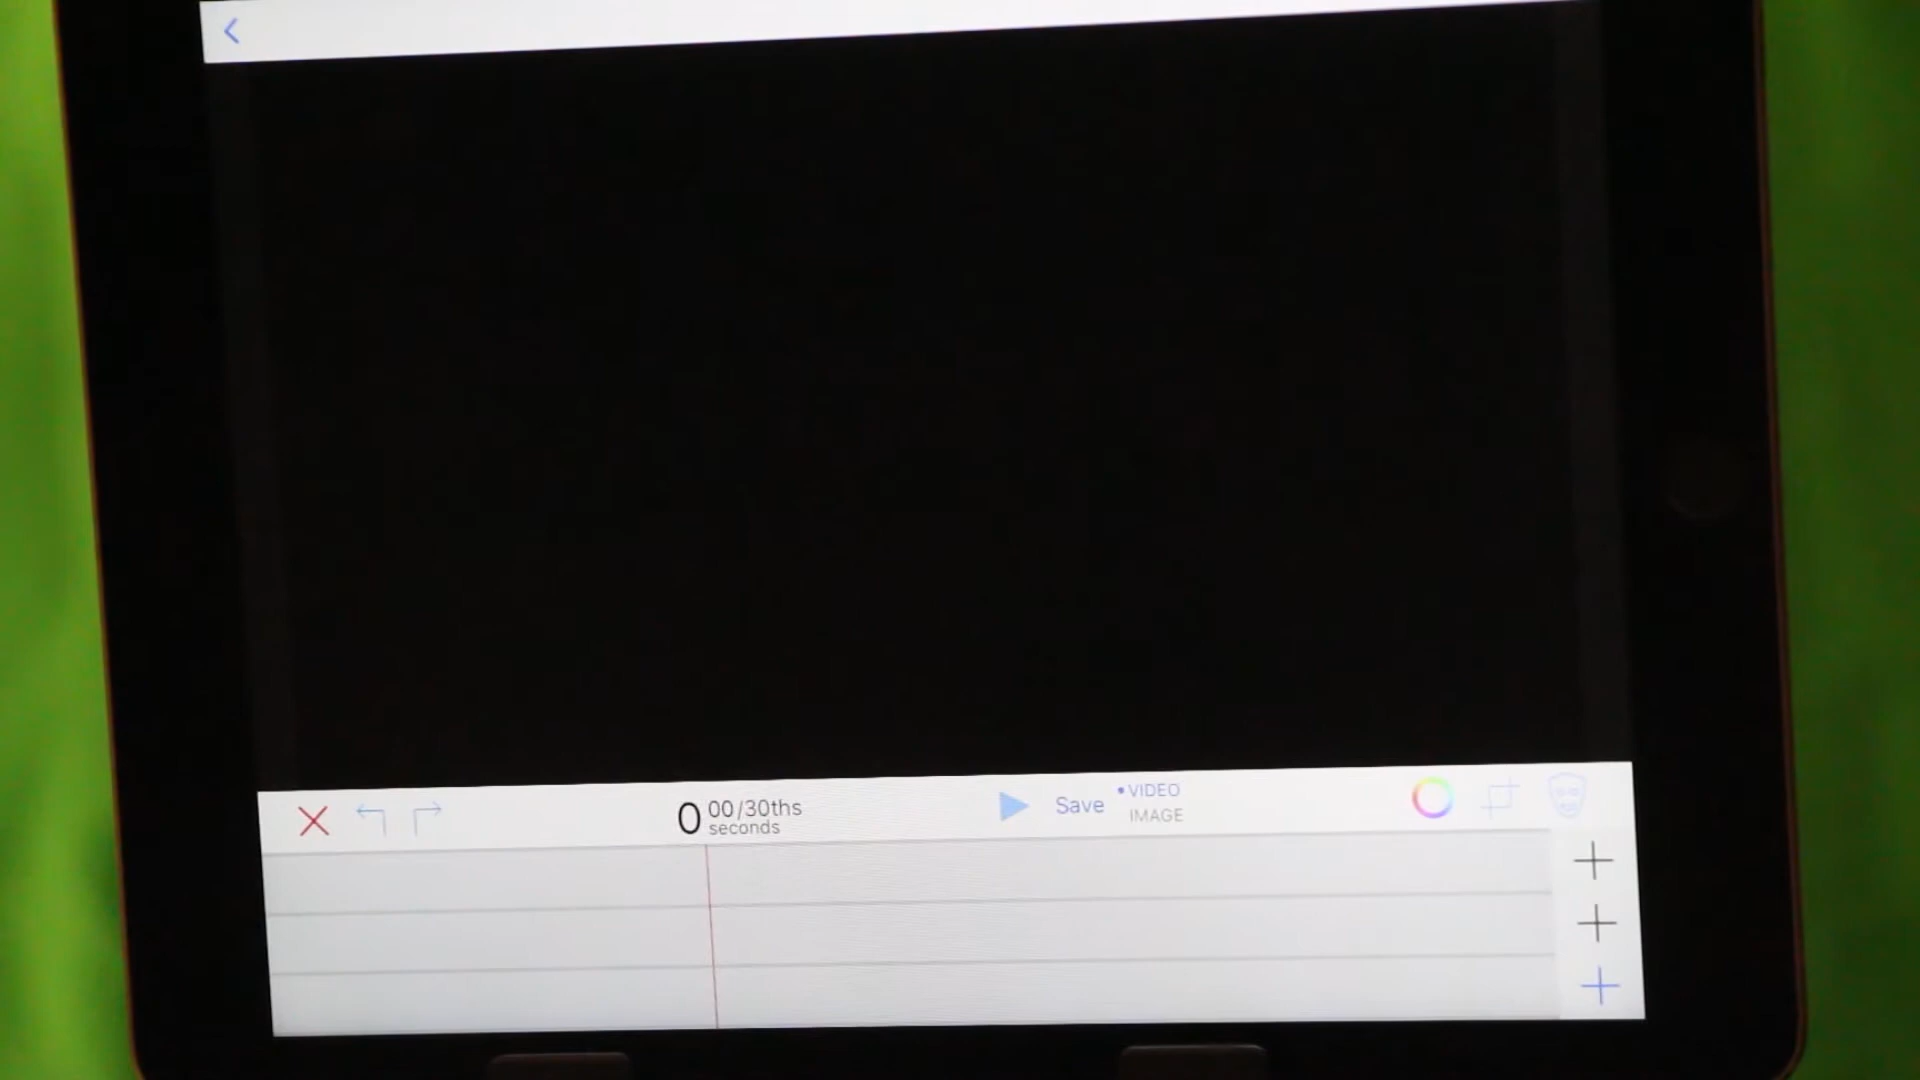 0 00/30ths
seconds
Save
• VIDEO
IMAGE